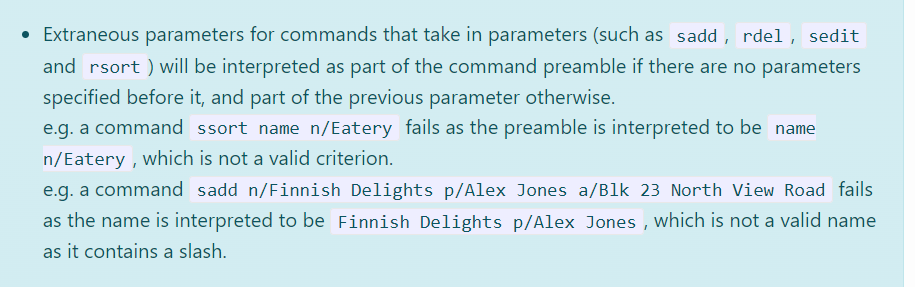 • Extraneous parameters for commands that take in parameters (such as sadd, rdel, sedit
and rsort) will be interpreted as part of the command preamble if there are no parameters
specified before it, and part of the previous parameter otherwise.
e.g. a command ssort name n/Eatery fails as the preamble is interpreted to be name
n/Eatery, which is not a valid criterion.
e.g. a command sadd n/Finnish Delights p/Alex Jones a/Blk 23 North View Road fails
as the name is interpreted to be Finnish Delights p/Alex Jones, which is not a valid name
as it contains a slash.